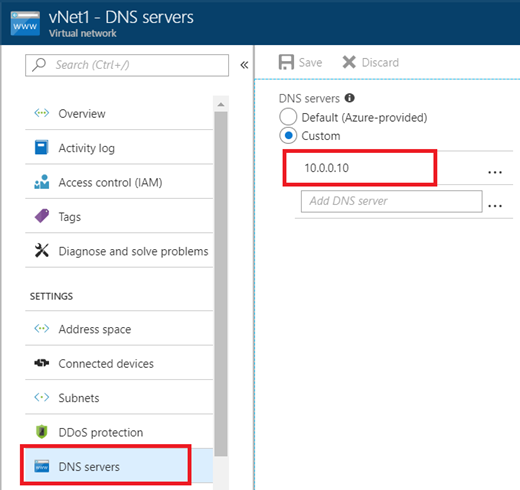 vNet1 - DNS servers
Virtual network
Search (Ctrl+/)
«
Overview
Activity log
Access control (IAM)
Tags
Diagnose and solve problems
SETTINGS
Address space
Connected devices
Subnets
DDoS protection
DNS servers
Save
Discard
DNS servers
Default (Azure-provided)
Custom
10.0.0.10
...
Add DNS server
...